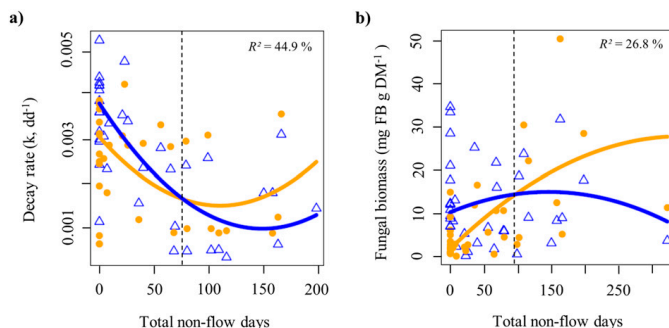 a)
R² = 44.9 %
Decay rate (k, dd⁻¹)
0.005
0.003
0.001
0
50
100
150
200
Total non-flow days
b)
R² = 26.8 %
Fungal biomass (mg FB g DM⁻¹)
50
40
30
20
10
0
0
50
150
200
300
Total non-flow days